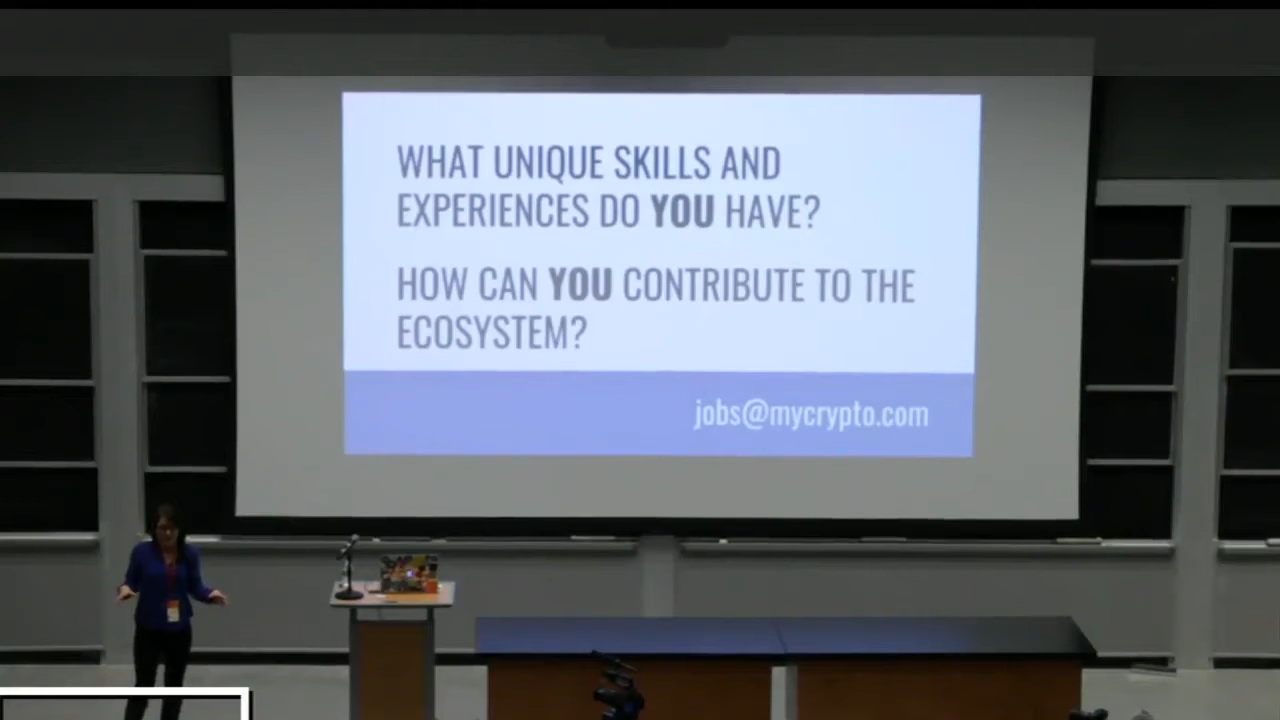 WHAT UNIQUE SKILLS AND
EXPERIENCES DO YOU HAVE?
HOW CAN YOU CONTRIBUTE TO THE
ECOSYSTEM?
jobs@mycrypto.com